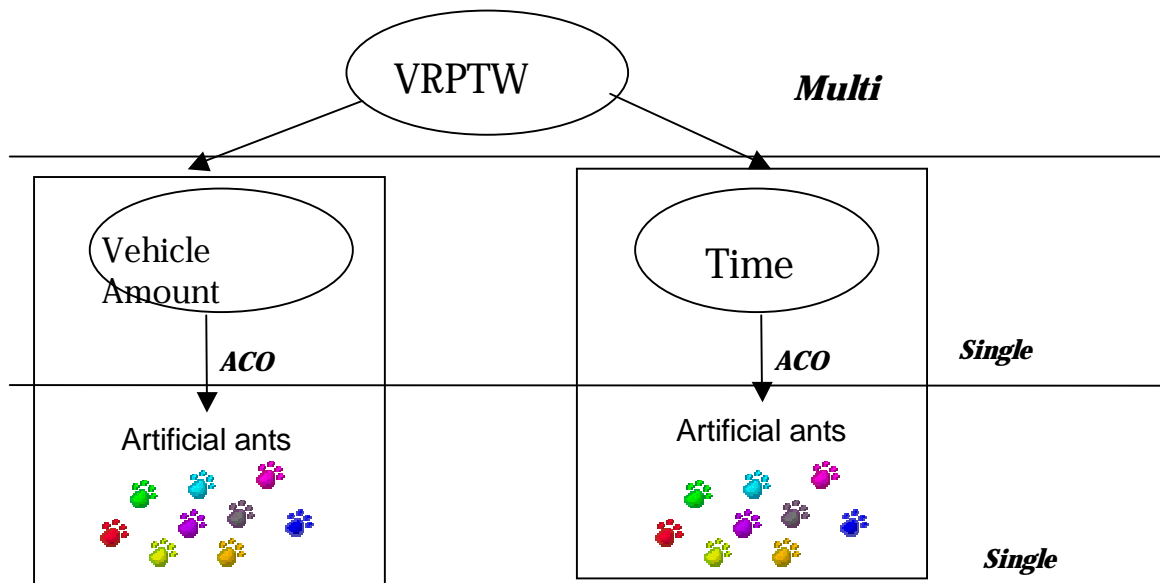 VRPTW
Multi
Vehicle
Amount
Time
ACO
ACO
Single
Artificial ants
Artificial ants
Single